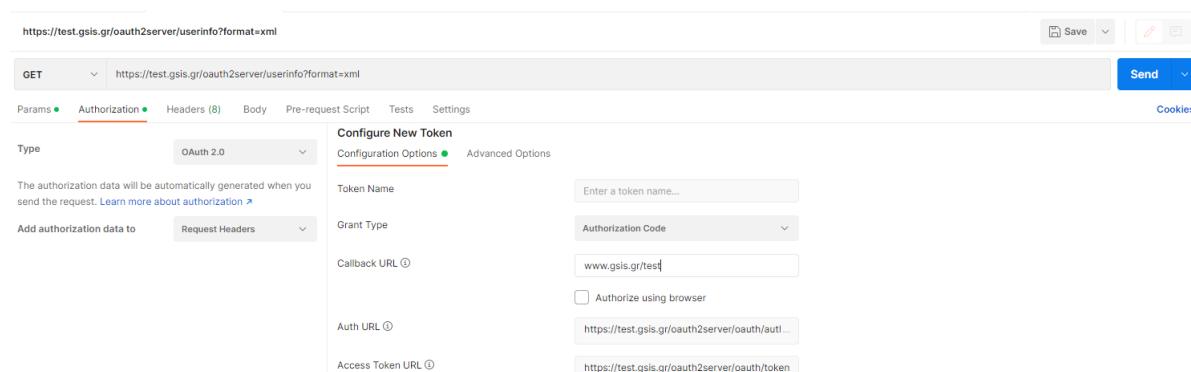 https://test.gsis.gr/oauth2server/userinfo?format=xml
Save
GET https://test.gsis.gr/oauth2server/userinfo?format=xml Send
Params Authorization Headers (8) Body Pre-request Script Tests Settings Cookies
Configure New Token
Type OAuth 2.0
Configuration Options Advanced Options
The authorization data will be automatically generated when you
send the request. Learn more about authorization ↗
Token Name Enter a token name...
Add authorization data to Request Headers
Grant Type Authorization Code
Callback URL www.gsis.gr/test
Authorize using browser
Auth URL https://test.gsis.gr/oauth2server/oauth/autl...
Access Token URL https://test.gsis.gr/oauth2server/oauth/token